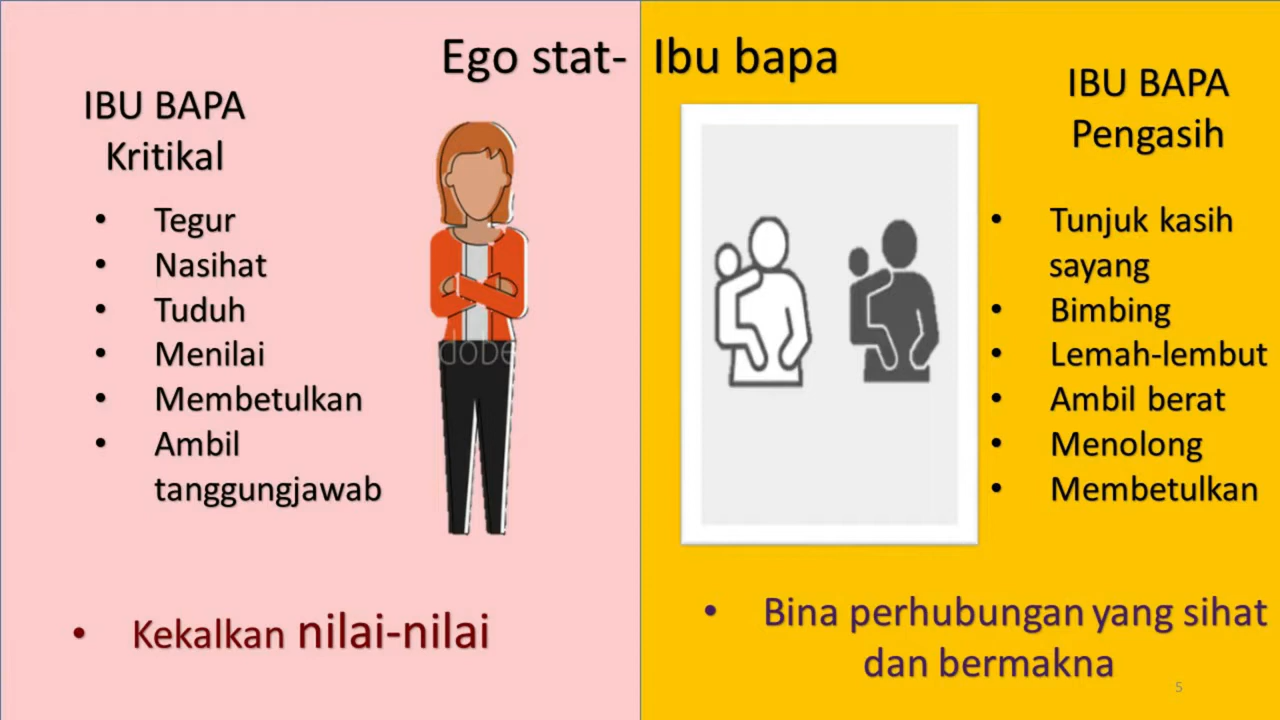 Ego stat- Ibu bapa
IBU BAPA
Kritikal
• Tegur
• Nasihat
• Tuduh
• Menilai
• Membetulkan
• Ambil
tanggungjawab
• Kekalkan nilai-nilai
dobe
IBU BAPA
Pengasih
• Tunjuk kasih
sayang
• Bimbing
• Lemah-lembut
• Ambil berat
• Menolong
• Membetulkan
• Bina perhubungan yang sihat
dan bermakna
5